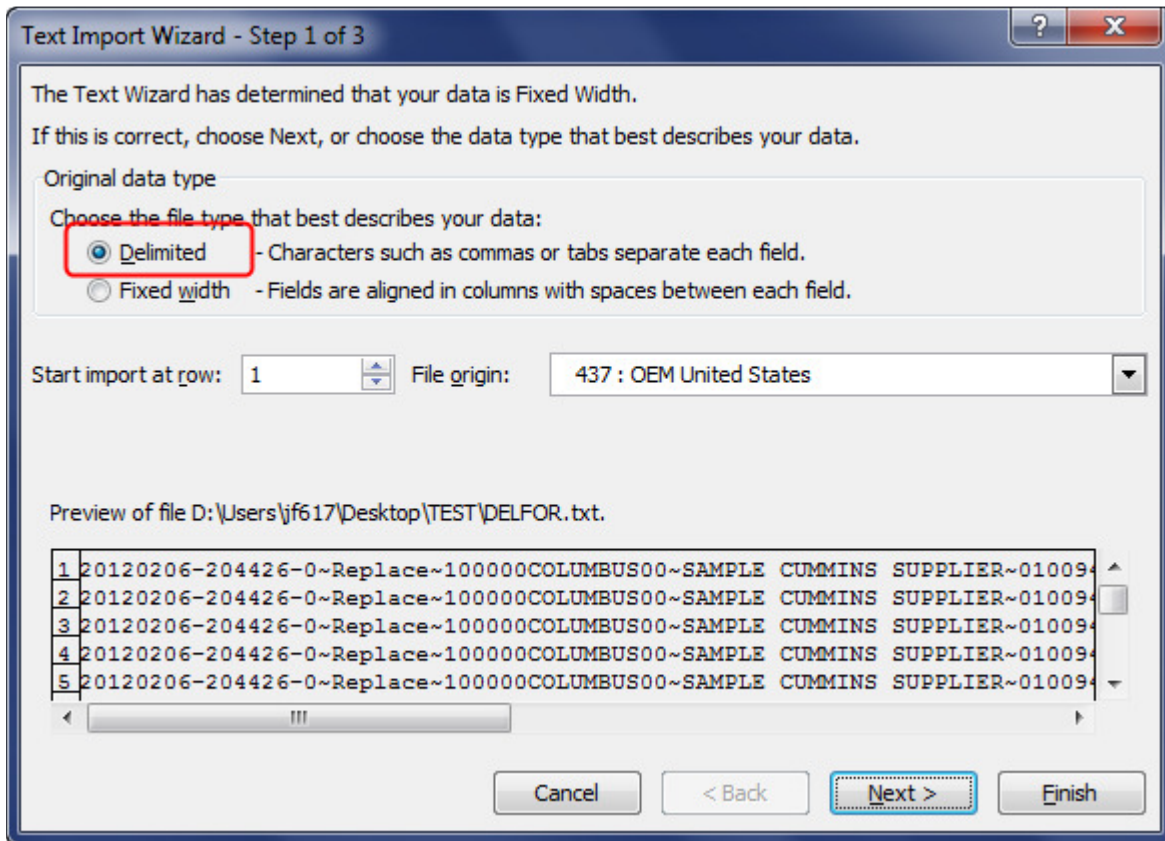 Text Import Wizard - Step 1 of 3
The Text Wizard has determined that your data is Fixed Width.
If this is correct, choose Next, or choose the data type that best describes your data.
Original data type
Choose the file type that best describes your data:
Delimited - Characters such as commas or tabs separate each field.
Fixed width - Fields are aligned in columns with spaces between each field.
Start import at row: 1 File origin: 437 : OEM United States
Preview of file D:\Users\jf617\Desktop\TEST\DELFOR.txt.
1 20120206-204426-0~Replace~100000COLUMBUS00~SAMPLE CUMMINS SUPPLIER~010094
2 20120206-204426-0~Replace~100000COLUMBUS00~SAMPLE CUMMINS SUPPLIER~010094
3 20120206-204426-0~Replace~100000COLUMBUS00~SAMPLE CUMMINS SUPPLIER~010094
4 20120206-204426-0~Replace~100000COLUMBUS00~SAMPLE CUMMINS SUPPLIER~010094
5 20120206-204426-0~Replace~100000COLUMBUS00~SAMPLE CUMMINS SUPPLIER~010094
Cancel < Back Next > Finish